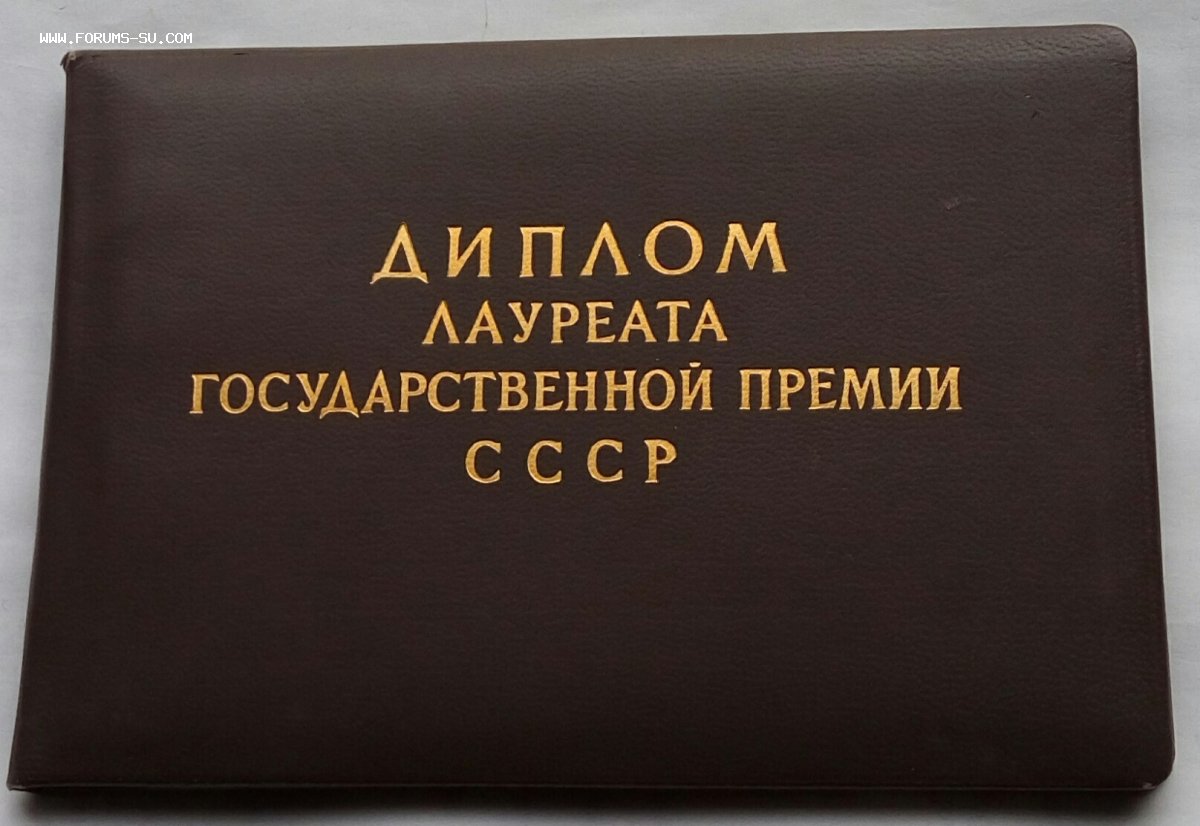 www.forums-su.com
ДИПЛОМ
ЛАУРЕАТА
ГОСУДАРСТВЕННОЙ ПРЕМИИ
СССР